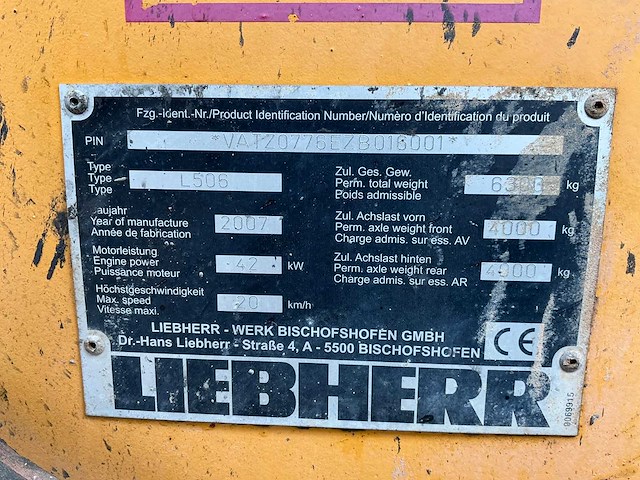 Fzg.-Ident.-Nr./Product Identification Number/Numéro d'Identification du produit
PIN *VATZ0776EZB016001*
Type
Type L506
Type
Baujahr
Year of manufacture 2007
Année de fabrication
Motorleistung
Engine power 42 kW
Puissance moteur
Höchstgeschwindigkeit
Max. speed 20 km/h
Vitesse maxi.
Zul. Ges. Gew.
Perm. total weight 6300 kg
Poids admissible
Zul. Achslast vorn
Perm. axle weight front 4000 kg
Charge admis. sur ess. AV
Zul. Achslast hinten
Perm. axle weight rear 4000 kg
Charge admis. sur ess. AR
LIEBHERR - WERK BISCHOFSHOFEN GMBH
Dr.-Hans Liebherr - Straße 4, A - 5500 BISCHOFSHOFEN
CE
LIEBHERR
9069915